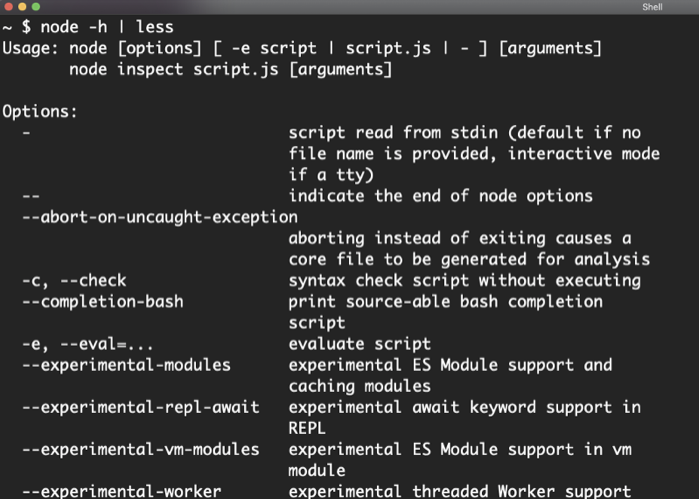 Shell
~ $ node -h | less
Usage: node [options] [ -e script | script.js | - ] [arguments]
       node inspect script.js [arguments]

Options:
  -                          script read from stdin (default if no
                             file name is provided, interactive mode
                             if a tty)
  --                         indicate the end of node options
  --abort-on-uncaught-exception
                             aborting instead of exiting causes a
                             core file to be generated for analysis
  -c, --check                syntax check script without executing
  --completion-bash          print source-able bash completion
                             script
  -e, --eval=...             evaluate script
  --experimental-modules     experimental ES Module support and
                             caching modules
  --experimental-repl-await  experimental await keyword support in
                             REPL
  --experimental-vm-modules  experimental ES Module support in vm
                             module
  --experimental-worker      experimental threaded Worker support